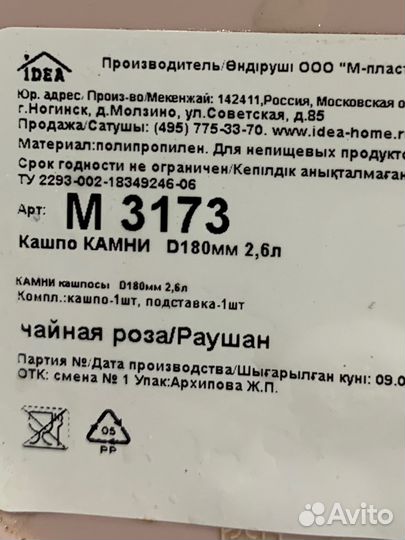 iDEA
Производитель/Өндіруші ООО "М-пласт
Юр. адрес, Произ-во/Мекенжай: 142411,Россия, Московская о
г.Ногинск, д.Молзино, ул.Советская, д.85
Продажа/Сатушы: (495) 775-33-70. www.idea-home.r
Материал:полипропилен. Для непищевых продукто
Срок годности не ограничен/Кепілдік анықталмаған
ТУ 2293-002-18349246-06
Арт: М 3173
Кашпо КАМНИ D180мм 2,6л
КАМНИ кашпосы D180мм 2,6л
Компл.:кашпо-1шт, подставка-1шт
чайная роза/Раушан
Партия №/Дата производства/Шығарылған күні: 09.0
ОТК: смена № 1 Упак:Архипова Ж.П.
05
PP
Avito